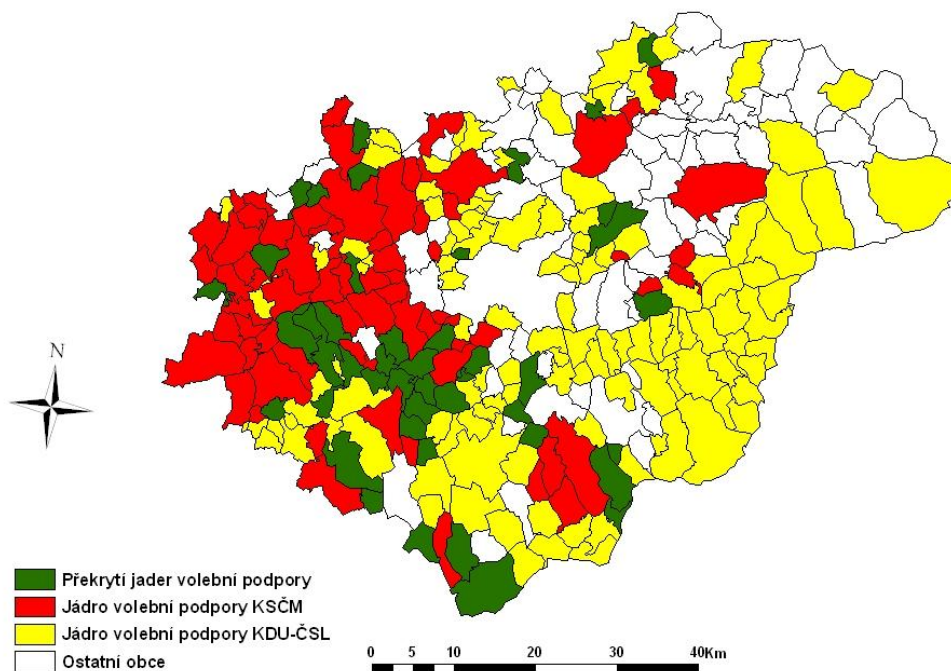 N
Překrytí jader volební podpory
Jádro volební podpory KSČM
Jádro volební podpory KDU-ČSL
Ostatní obce
0 5 10 20 30 40Km